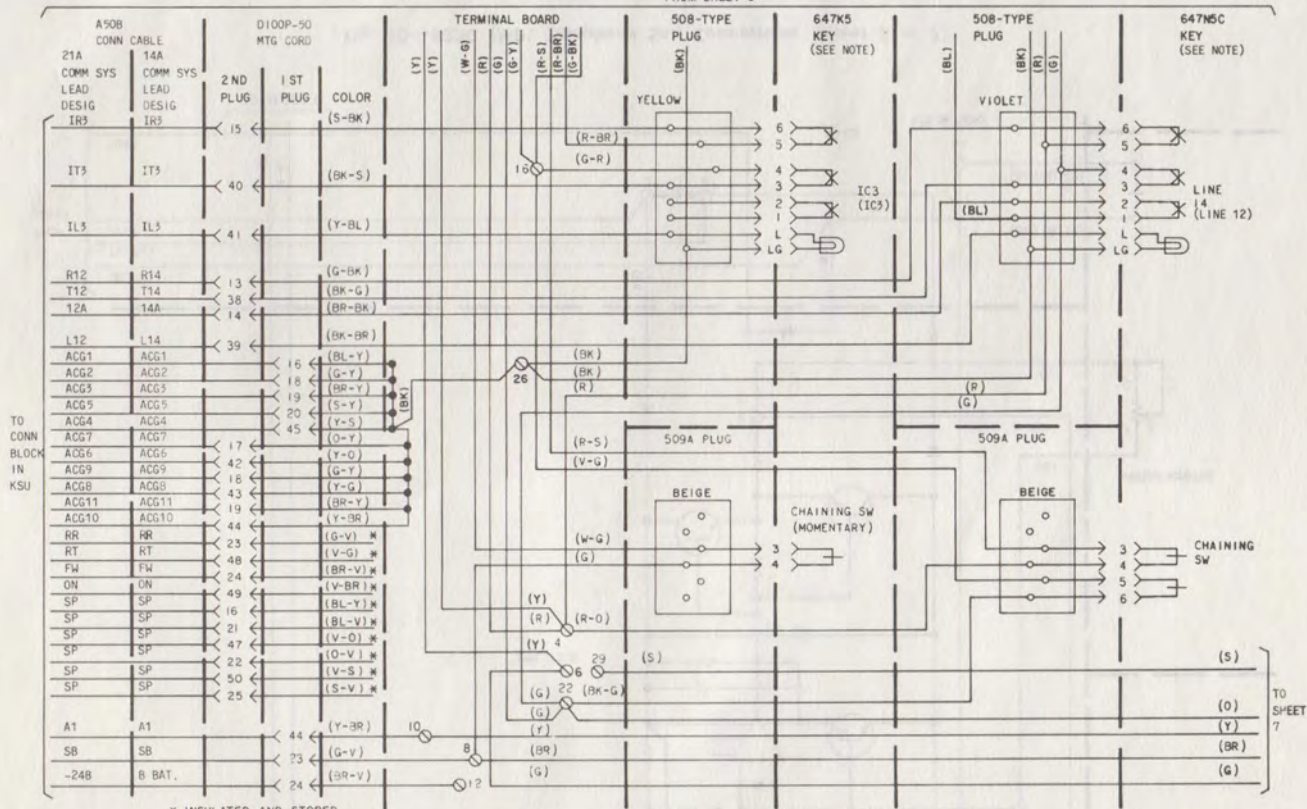 A50B
CONN CABLE
D100P-50
MTG CORD
TERMINAL BOARD
508-TYPE
PLUG
647K5
KEY
(SEE NOTE)
508-TYPE
PLUG
647N5C
KEY
(SEE NOTE)
21A
COMM SYS
LEAD
DESIG
14A
COMM SYS
LEAD
DESIG
2ND
PLUG
1ST
PLUG
COLOR
(Y)
(Y)
(W-G)
(R)
(G)
(G-Y)
(R-S)
(R-BR)
(G-BK)
(BK)
(BL)
(BK)
(R)
(G)
YELLOW
VIOLET
IR3 IR3 15 (S-BK)
IT3 IT3 40 (BK-S)
IL3 IL3 41 (Y-BL)
R12 R14 13 (G-BK)
T12 T14 38 (BK-G)
12A 14A 14 (BR-BK)
L12 L14 39 (BK-BR)
ACG1 ACG1 16 (BL-Y)
ACG2 ACG2 18 (G-Y)
ACG3 ACG3 19 (BR-Y)
ACG5 ACG5 20 (S-Y)
ACG4 ACG4 45 (Y-S)
ACG7 ACG7 17 (O-Y)
ACG6 ACG6 42 (Y-O)
ACG9 ACG9 18 (G-Y)
ACG8 ACG8 43 (Y-G)
ACG11 ACG11 19 (BR-Y)
ACG10 ACG10 44 (Y-BR)
RR RR 23 (G-V) *
RT RT 48 (V-G) *
FW FW 24 (BR-V) *
ON ON 49 (V-BR) *
SP SP 16 (BL-Y) *
SP SP 21 (BL-V) *
SP SP 47 (V-O) *
SP SP 22 (O-V) *
SP SP 50 (V-S) *
SP SP 25 (S-V) *
A1 A1 44 (Y-BR) 10
SB SB 23 (G-V) 8
-24B B BAT. 24 (BR-V) 12
TO
CONN
BLOCK
IN
KSU
(BK)
16
(R-BR)
(G-R)
6
5
4
3
2
1
L
LG
6
5
4
3
2
1
L
LG
IC3
(IC3)
(BL)
6
5
4
3
2
1
L
LG
LINE
14
(LINE 12)
26
(BK)
(BK)
(R)
(R)
(G)
509A PLUG
509A PLUG
(R-S)
(V-G)
BEIGE
BEIGE
CHAINING SW
(MOMENTARY)
(W-G)
(G)
3
4
3
4
5
6
CHAINING
SW
(Y)
(R)
(R-O)
4
(Y)
6
29
(S)
(S)
(G)
22
(BK-G)
(G)
(O)
(Y)
(Y)
(BR)
(BR)
(G)
(G)
TO
SHEET
7